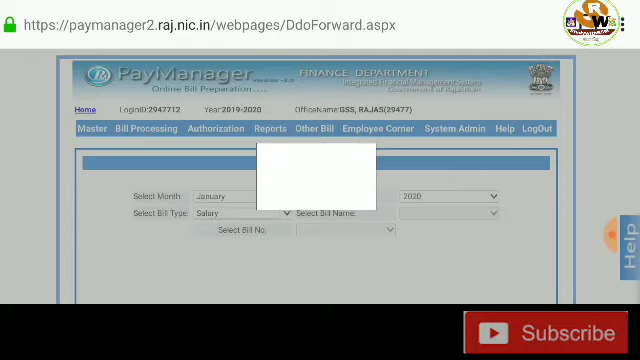 https://paymanager2.raj.nic.in/webpages/DdoForward.aspx
PayManager Version - 2.0
Online Bill Preparation....
FINANCE DEPARTMENT
Integrated Financial Management System
Government of Rajasthan
Home LoginID:2947712 Year:2019-2020 OfficeName:GSS, RAJAS(29477)
Master Bill Processing Authorization Reports Other Bill Employee Corner System Admin Help LogOut
Select Month: January 2020
Select Bill Type: Salary Select Bill Name:
Select Bill No.
Help
Subscribe